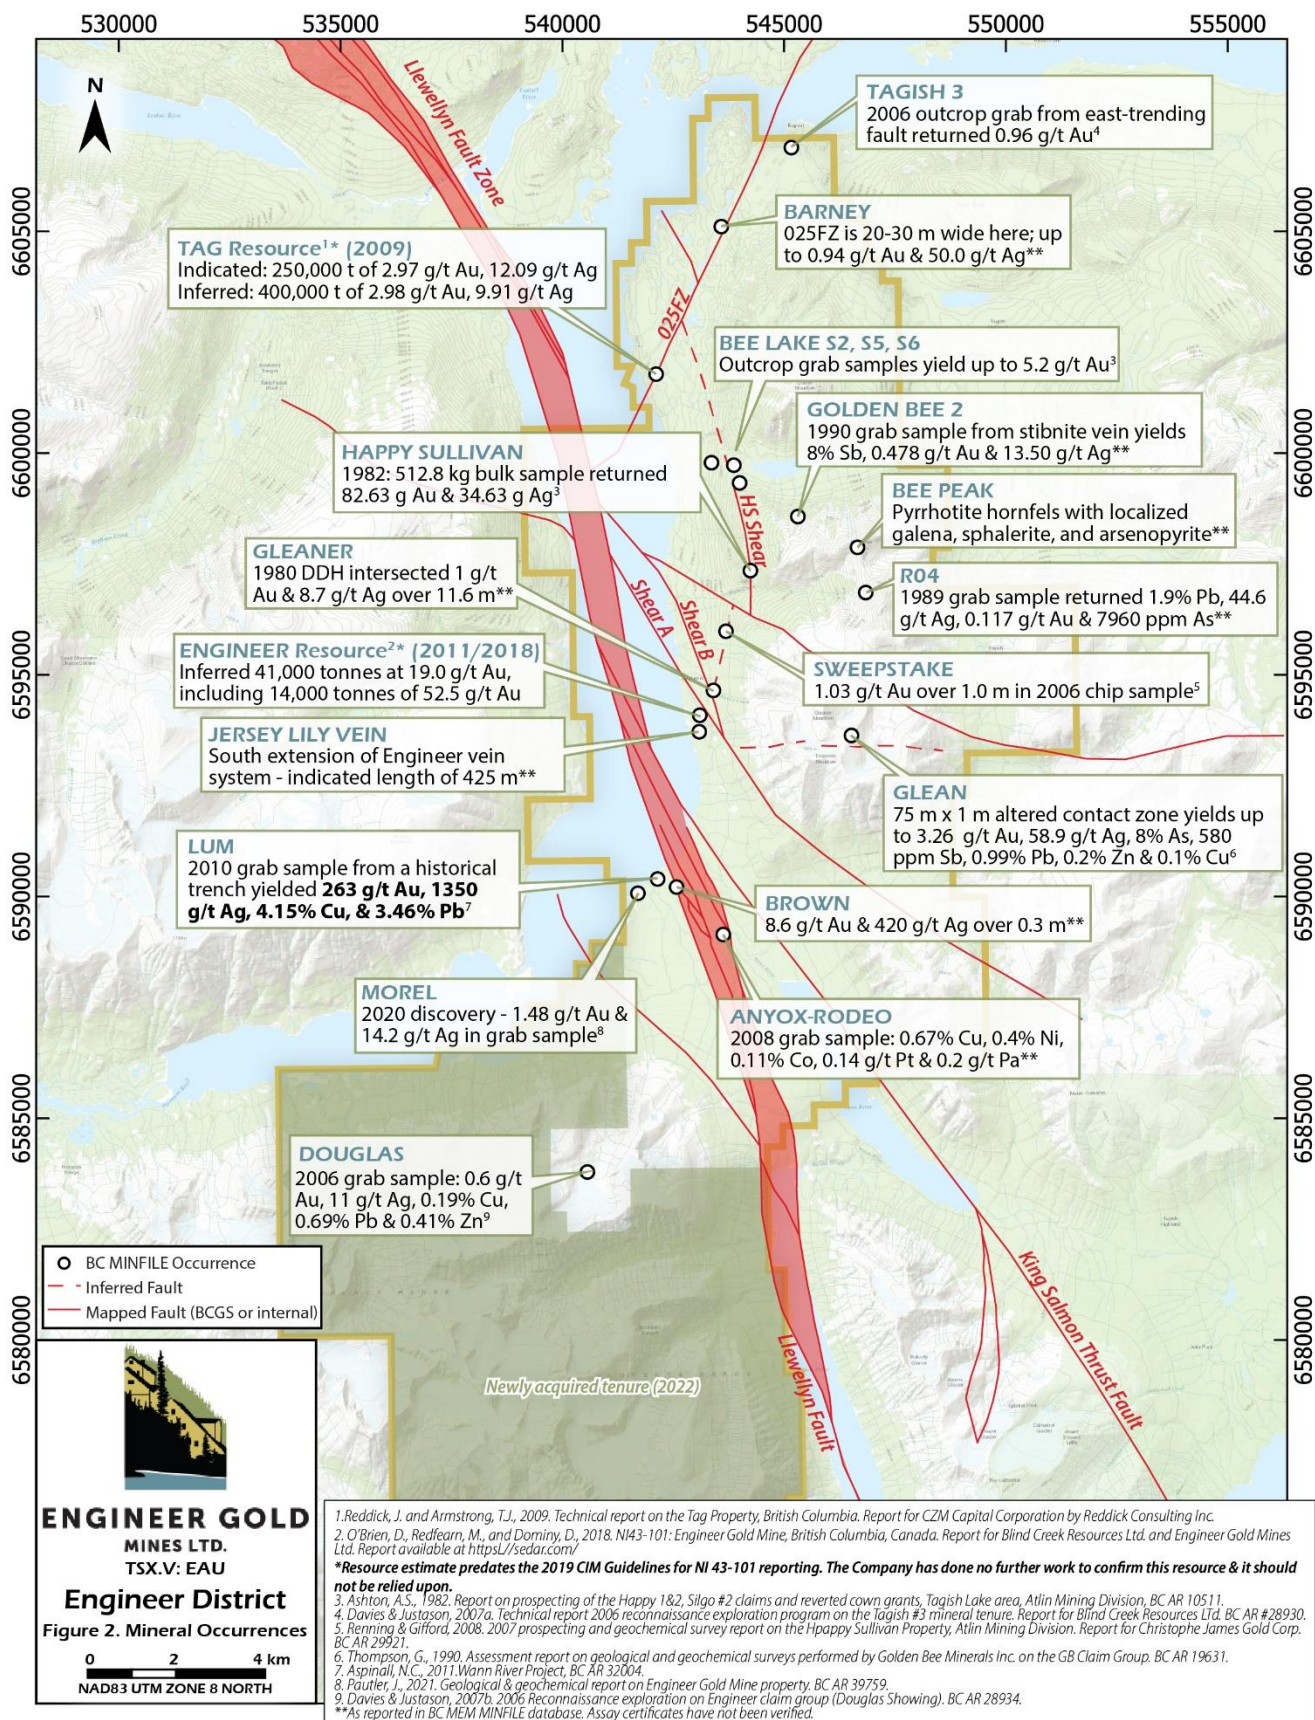 530000 535000 540000 545000 550000 555000
N
6605000
6600000
6595000
6590000
6585000
6580000
6605000
6600000
6595000
6590000
6585000
6580000
Llewellyn Fault Zone
TAGISH 3
2006 outcrop grab from east-trending
fault returned 0.96 g/t Au⁴
BARNEY
025FZ is 20-30 m wide here; up
to 0.94 g/t Au & 50.0 g/t Ag**
TAG Resource¹* (2009)
Indicated: 250,000 t of 2.97 g/t Au, 12.09 g/t Ag
Inferred: 400,000 t of 2.98 g/t Au, 9.91 g/t Ag
025FZ
BEE LAKE S2, S5, S6
Outcrop grab samples yield up to 5.2 g/t Au³
GOLDEN BEE 2
1990 grab sample from stibnite vein yields
8% Sb, 0.478 g/t Au & 13.50 g/t Ag**
HAPPY SULLIVAN
1982: 512.8 kg bulk sample returned
82.63 g Au & 34.63 g Ag³
HS Shear
BEE PEAK
Pyrrhotite hornfels with localized
galena, sphalerite, and arsenopyrite**
GLEANER
1980 DDH intersected 1 g/t
Au & 8.7 g/t Ag over 11.6 m**
R04
1989 grab sample returned 1.9% Pb, 44.6
g/t Ag, 0.117 g/t Au & 7960 ppm As**
Shear A
Shear B
ENGINEER Resource²* (2011/2018)
Inferred 41,000 tonnes at 19.0 g/t Au,
including 14,000 tonnes of 52.5 g/t Au
SWEEPSTAKE
1.03 g/t Au over 1.0 m in 2006 chip sample⁵
JERSEY LILY VEIN
South extension of Engineer vein
system - indicated length of 425 m**
GLEAN
75 m x 1 m altered contact zone yields up
to 3.26 g/t Au, 58.9 g/t Ag, 8% As, 580
ppm Sb, 0.99% Pb, 0.2% Zn & 0.1% Cu⁶
LUM
2010 grab sample from a historical
trench yielded 263 g/t Au, 1350
g/t Ag, 4.15% Cu, & 3.46% Pb⁷
BROWN
8.6 g/t Au & 420 g/t Ag over 0.3 m**
MOREL
2020 discovery - 1.48 g/t Au &
14.2 g/t Ag in grab sample⁸
ANYOX-RODEO
2008 grab sample: 0.67% Cu, 0.4% Ni,
0.11% Co, 0.14 g/t Pt & 0.2 g/t Pa**
DOUGLAS
2006 grab sample: 0.6 g/t
Au, 11 g/t Ag, 0.19% Cu,
0.69% Pb & 0.41% Zn⁹
King Salmon Thrust Fault
Llewellyn Fault
Newly acquired tenure (2022)
BC MINFILE Occurrence
Inferred Fault
Mapped Fault (BCGS or internal)
ENGINEER GOLD
MINES LTD.
TSX.V: EAU
Engineer District
Figure 2. Mineral Occurrences
0 2 4 km
NAD83 UTM ZONE 8 NORTH
1.Reddick, J. and Armstrong, T.J., 2009. Technical report on the Tag Property, British Columbia. Report for CZM Capital Corporation by Reddick Consulting Inc.
2. O'Brien, D., Redfearn, M., and Dominy, D., 2018. NI43-101: Engineer Gold Mine, British Columbia, Canada. Report for Blind Creek Resources Ltd. and Engineer Gold Mines
Ltd. Report available at httpsL//sedar.com/
*Resource estimate predates the 2019 CIM Guidelines for NI 43-101 reporting. The Company has done no further work to confirm this resource & it should
not be relied upon.
3. Ashton, A.S., 1982. Report on prospecting of the Happy 1&2, Silgo #2 claims and reverted cown grants, Tagish Lake area, Atlin Mining Division, BC AR 10511.
4. Davies & Justason, 2007a. Technical report 2006 reconnaissance exploration program on the Tagish #3 mineral tenure. Report for Blind Creek Resources LTd. BC AR #28930.
5. Renning & Gifford, 2008. 2007 prospecting and geochemical survey report on the Hpappy Sullivan Property, Atlin Mining Division. Report for Christophe James Gold Corp.
BC AR 29921.
6. Thompson, G., 1990. Assessment report on geological and geochemical surveys performed by Golden Bee Minerals Inc. on the GB Claim Group. BC AR 19631.
7. Aspinall, N.C., 2011.Wann River Project, BC AR 32004.
8. Pautler, J., 2021. Geological & geochemical report on Engineer Gold Mine property. BC AR 39759.
9. Davies & Justason, 2007b. 2006 Reconnaissance exploration on Engineer claim group (Douglas Showing). BC AR 28934.
**As reported in BC MEM MINFILE database. Assay certificates have not been verified.